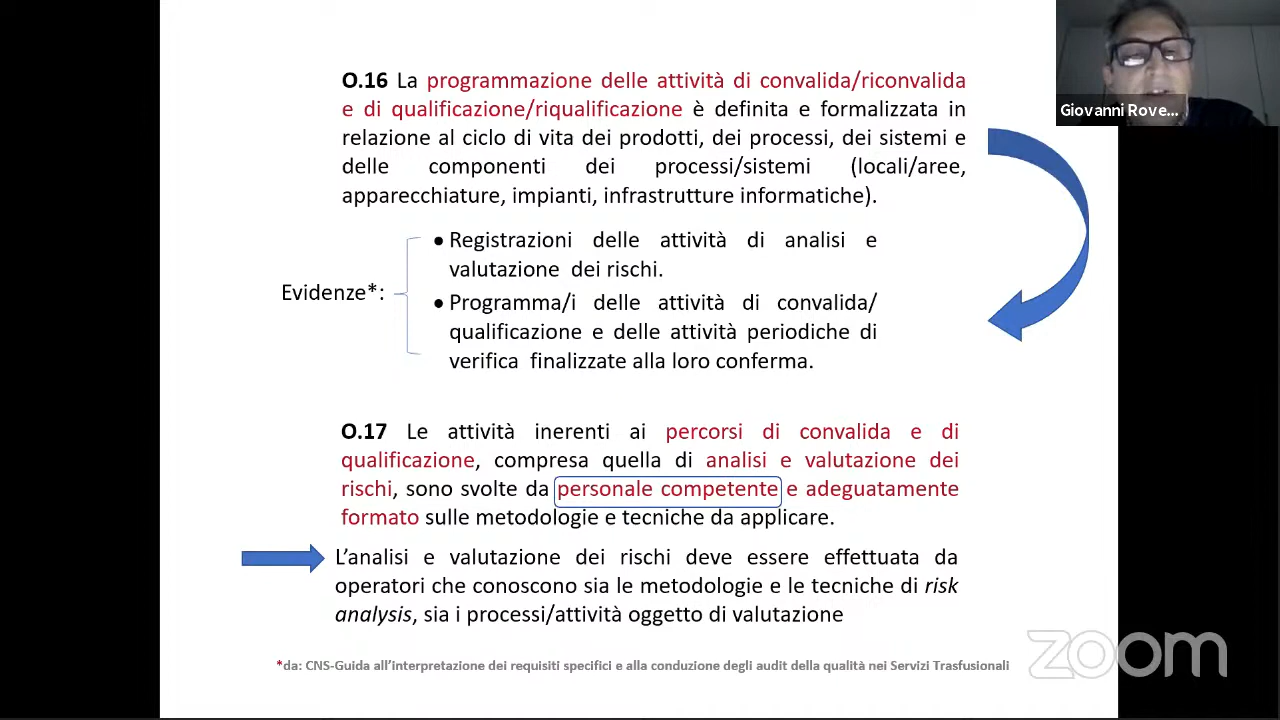 O.16 La programmazione delle attività di convalida/riconvalida
e di qualificazione/riqualificazione è definita e formalizzata in
relazione al ciclo di vita dei prodotti, dei processi, dei sistemi e
delle componenti dei processi/sistemi (locali/aree,
apparecchiature, impianti, infrastrutture informatiche).
Giovanni Rove...
Evidenze*:
• Registrazioni delle attività di analisi e
valutazione dei rischi.
• Programma/i delle attività di convalida/
qualificazione e delle attività periodiche di
verifica finalizzate alla loro conferma.
O.17 Le attività inerenti ai percorsi di convalida e di
qualificazione, compresa quella di analisi e valutazione dei
rischi, sono svolte da personale competente e adeguatamente
formato sulle metodologie e tecniche da applicare.
L'analisi e valutazione dei rischi deve essere effettuata da
operatori che conoscono sia le metodologie e le tecniche di risk
analysis, sia i processi/attività oggetto di valutazione
*da: CNS-Guida all'interpretazione dei requisiti specifici e alla conduzione degli audit della qualità nei Servizi Trasfusionali
zoom